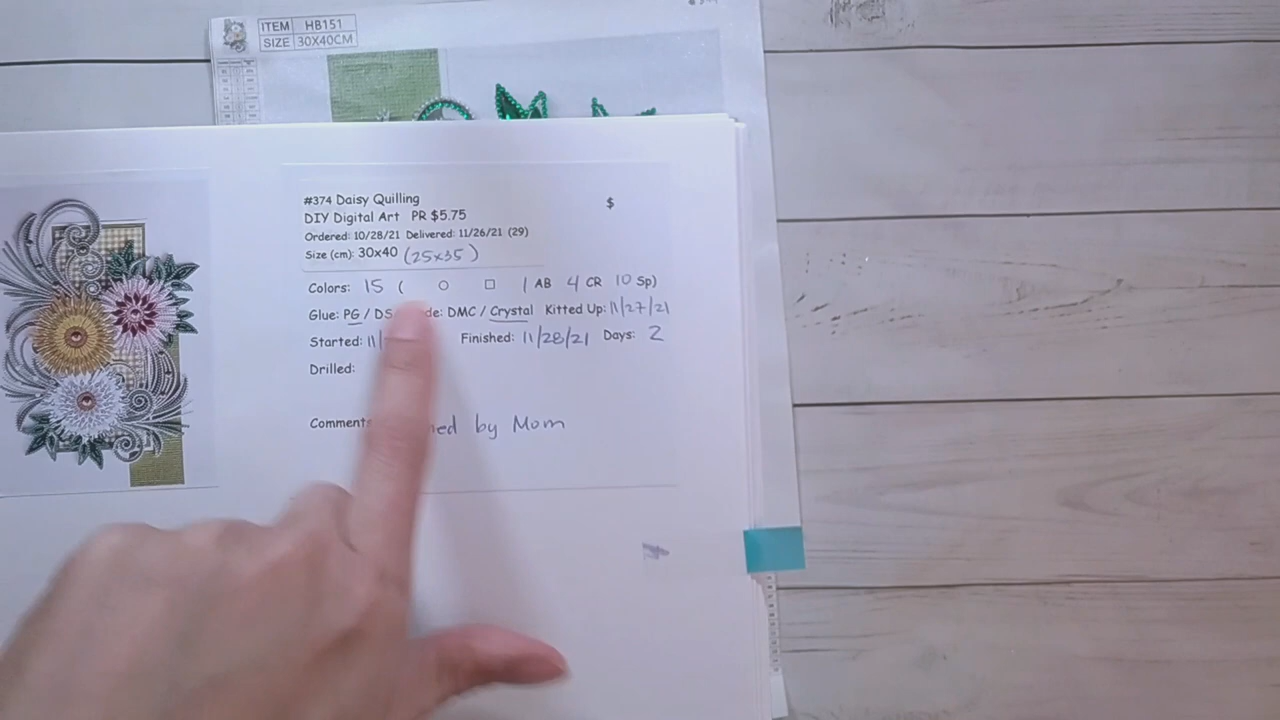 ITEM HB151
SIZE 30X40CM
#374 Daisy Quilling $
DIY Digital Art PR $5.75
Ordered: 10/28/21 Delivered: 11/26/21 (29)
Size (cm): 30x40 (25x35)
Colors: 15 ( ○ □ 1 AB 4 CR 10 Sp)
Glue: PG / DS DMC / Crystal Kitted Up: 11/27/21
Started: 11/ Finished: 11/28/21 Days: 2
Drilled:
Comments by Mom